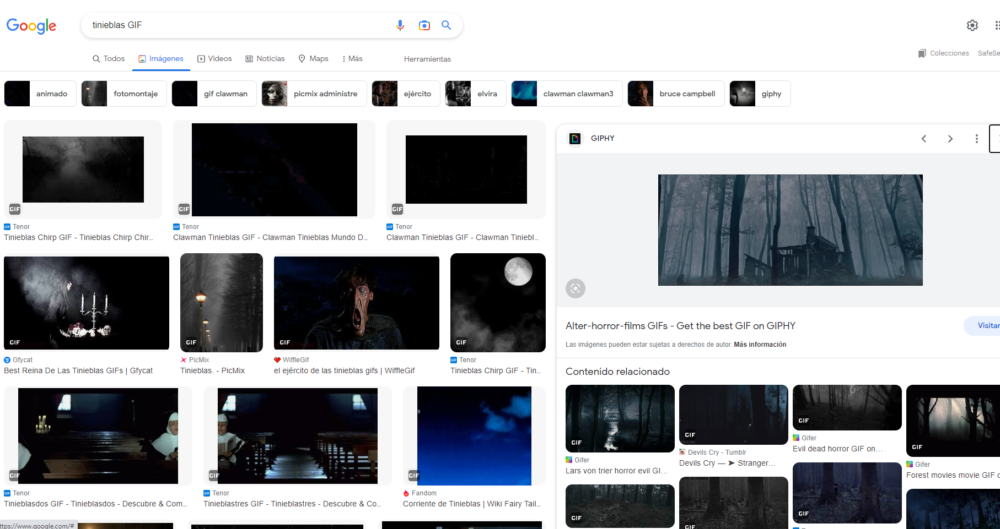 Google
tinieblas GIF
Todos
Imágenes
Videos
Noticias
Maps
Más
Herramientas
Colecciones
SafeSe
animado
fotomontaje
gif clawman
picmix administre
ejército
elvira
clawman clawman3
bruce campbell
giphy
GIF
GIF
GIF
Tenor
Tinieblas Chirp GIF - Tinieblas Chirp Chir...
Tenor
Clawman Tinieblas GIF - Clawman Tinieblas Mundo D...
Tenor
Clawman Tinieblas GIF - Clawman Tiniebl...
GIF
GIF
GIF
GIF
Gfycat
Best Reina De Las Tinieblas GIFs | Gfycat
PicMix
Tinieblas. - PicMix
WiffleGif
el ejército de las tinieblas gifs | WiffleGif
Tenor
Tinieblas Chirp GIF - Tin...
GIF
GIF
GIF
Tenor
Tinieblasdos GIF - Tinieblasdos - Descubre & Com...
Tenor
Tinieblastres GIF - Tinieblastres - Descubre & Co...
Fandom
Corriente de Tinieblas | Wiki Fairy Tail...
ttps://www.google.com/#
GIPHY
Alter-horror-films GIFs - Get the best GIF on GIPHY
Visitar
Las imágenes pueden estar sujetas a derechos de autor. Más información
Contenido relacionado
GIF
Gifer
Lars von trier horror evil GI...
GIF
Devils Cry - Tumblr
Devils Cry — ➤ Stranger...
GIF
Gifer
Evil dead horror GIF on...
GIF
Gifer
Forest movies movie GIF o
GIF
GIF
GIF